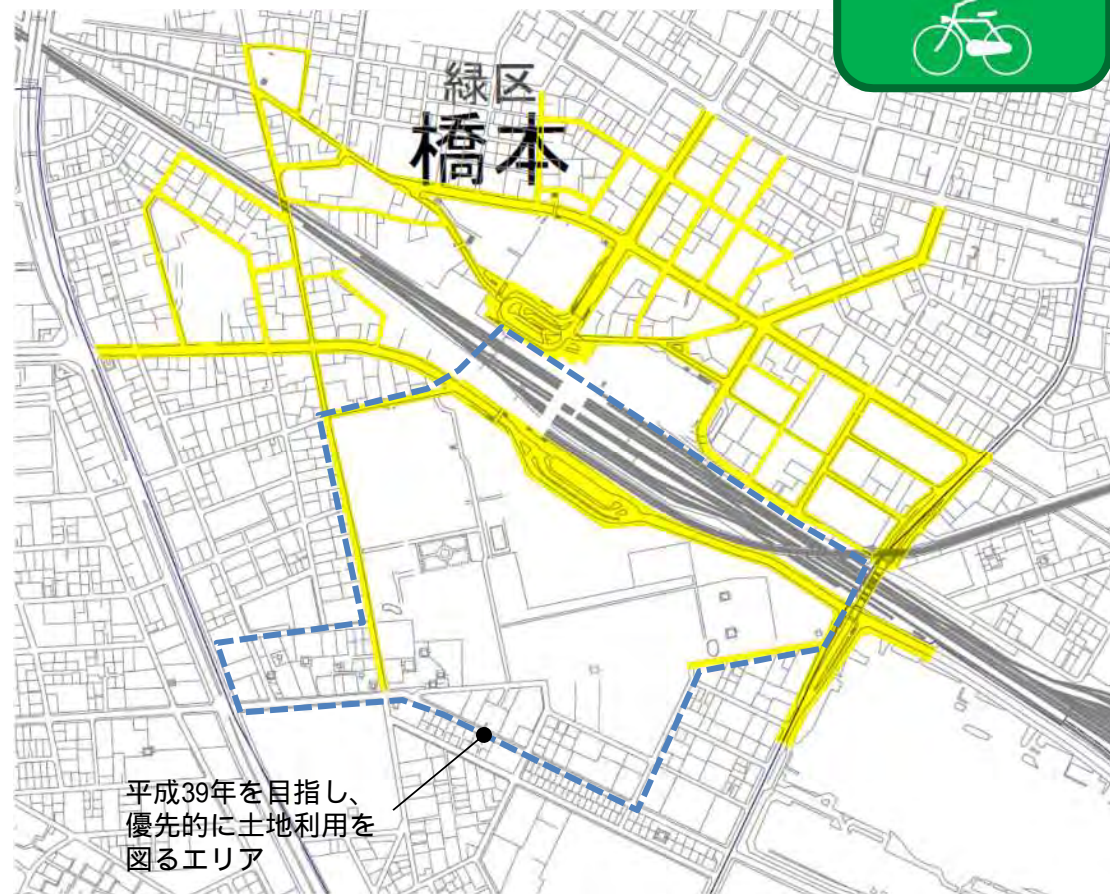 緑区
橋本
平成39年を目指し、
優先的に土地利用を
図るエリア